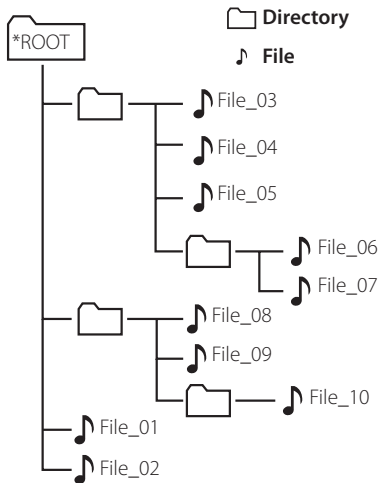 Directory
*ROOT
File
File_03
File_04
File_05
File_06
File_07
File_08
File_09
File_10
File_01
File_02